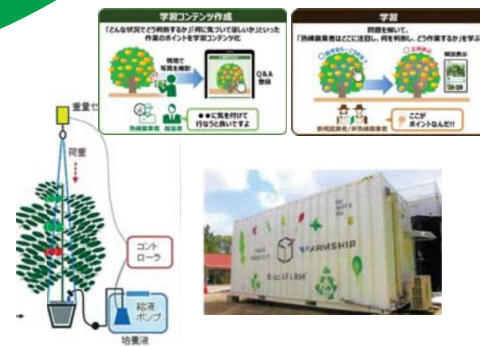 学習コンテンツ作成
「どんな状況でどう判断するか」「何に気づいてほしいか」といった
作業のポイントを学習コンテンツ化
現場で
写真を撮影
Q&A
登録
熟練農業者 指導者
●●に気を付けて
行なうと良いですよ
学習
問題を解いて、
「熟練農業者はどこに注目し、何を判断し、どう作業するか」を学ぶ
正解表示
解説表示
新規就農者/非熟練農業者
ここが
ポイントなんだ!!
重量セ
荷重
コント
ローラ
給液
ポンプ
培養液
FARMSHIP